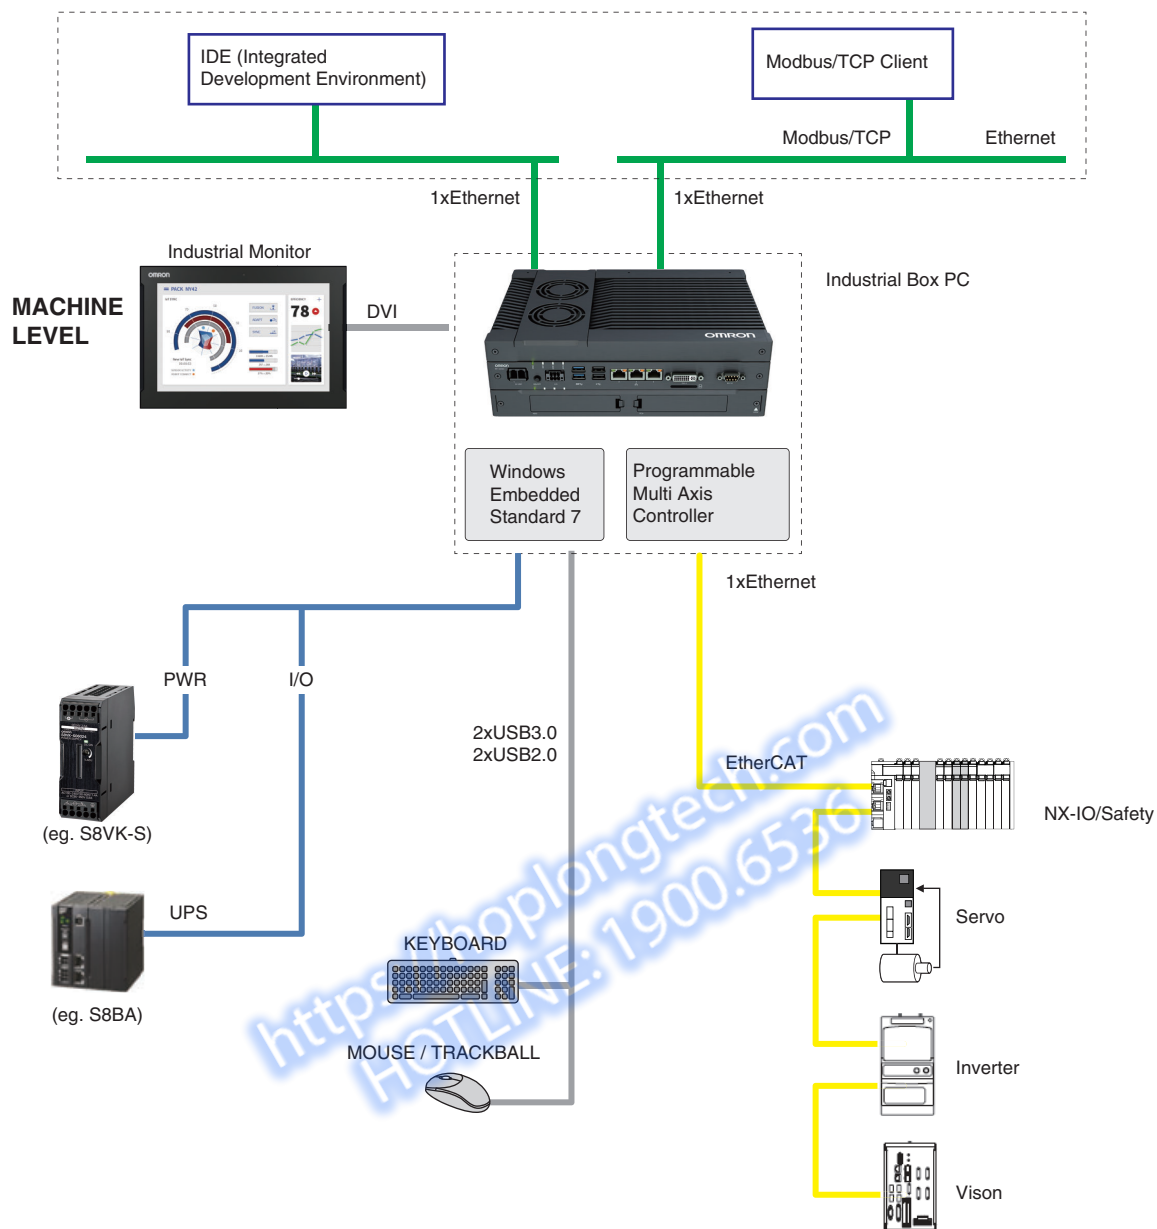 IDE (Integrated
Development Environment)
Modbus/TCP Client
Modbus/TCP
Ethernet
1xEthernet
1xEthernet
Industrial Monitor
Industrial Box PC
MACHINE
LEVEL
OMRON
78
DVI
OMRON
Windows
Embedded
Standard 7
Programmable
Multi Axis
Controller
1xEthernet
PWR
I/O
2xUSB3.0
2xUSB2.0
EtherCAT
NX-IO/Safety
(eg. S8VK-S)
UPS
Servo
KEYBOARD
(eg. S8BA)
MOUSE / TRACKBALL
Inverter
Vison
https://hoplongtech.com
HOTLINE: 1900.6536